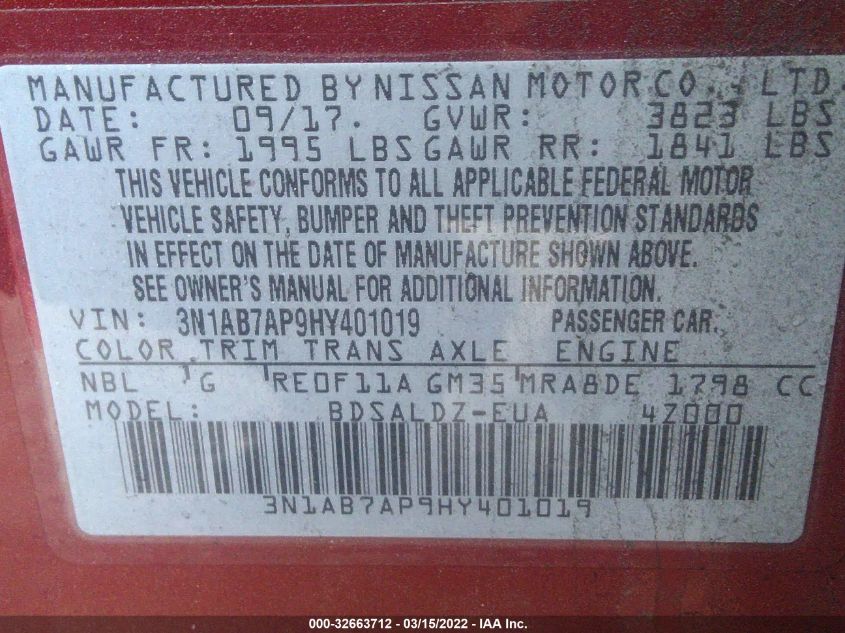 MANUFACTURED BY NISSAN MOTOR CO., LTD.
DATE: 09/17. GVWR: 3823 LBS
GAWR FR: 1995 LBS GAWR RR: 1841 LBS
THIS VEHICLE CONFORMS TO ALL APPLICABLE FEDERAL MOTOR
VEHICLE SAFETY, BUMPER AND THEFT PREVENTION STANDARDS
IN EFFECT ON THE DATE OF MANUFACTURE SHOWN ABOVE.
SEE OWNER'S MANUAL FOR ADDITIONAL INFORMATION.
VIN: 3N1AB7AP9HY401019 PASSENGER CAR.
COLOR TRIM TRANS AXLE ENGINE
NBL G RE0F11A GM35 MRA8DE 1798 CC
MODEL: BDSALDZ-EUA 4Z000
3N1AB7AP9HY401019
000-32663712 - 03/15/2022 - IAA Inc.